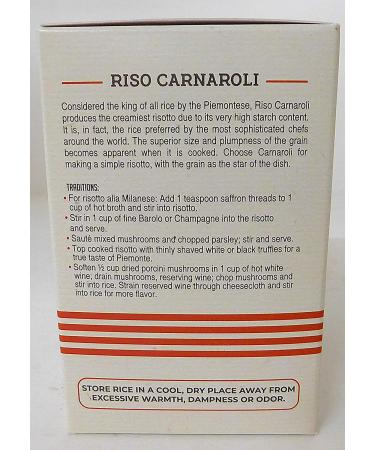 RISO CARNAROLI
Considered the king of all rice by the Piemontese, Riso Carnaroli
produces the creamiest risotto due to its very high starch content.
It is, in fact, the rice preferred by the most sophisticated chefs
around the world. The superior size and plumpness of the grain
becomes apparent when it is cooked. Choose Carnaroli for
making a simple risotto, with the grain as the star of the dish.
TRADITIONS:
• For risotto alla Milanese: Add 1 teaspoon saffron threads to 1
cup of hot broth and stir into risotto.
• Stir in 1 cup of fine Barolo or Champagne into the risotto
and serve.
• Sauté mixed mushrooms and chopped parsley; stir and serve.
• Top cooked risotto with thinly shaved white or black truffles for a
true taste of Piemonte.
• Soften ½ cup dried porcini mushrooms in 1 cup of hot white
wine; drain mushrooms, reserving wine; chop mushrooms and
stir into rice. Strain reserved wine through cheesecloth and stir
into rice for more flavor.
STORE RICE IN A COOL, DRY PLACE AWAY FROM
EXCESSIVE WARMTH, DAMPNESS OR ODOR.